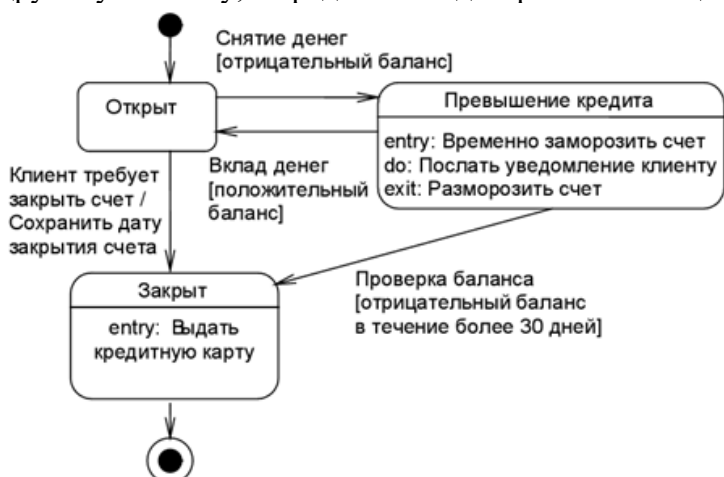 Снятие денег
[отрицательный баланс]
Открыт
Превышение кредита
entry: Временно заморозить счет
do: Послать уведомление клиенту
exit: Разморозить счет
Вклад денег
[положительный
баланс]
Клиент требует
закрыть счет /
Сохранить дату
закрытия счета
Проверка баланса
[отрицательный баланс
в течение более 30 дней]
Закрыт
entry: Выдать
кредитную карту